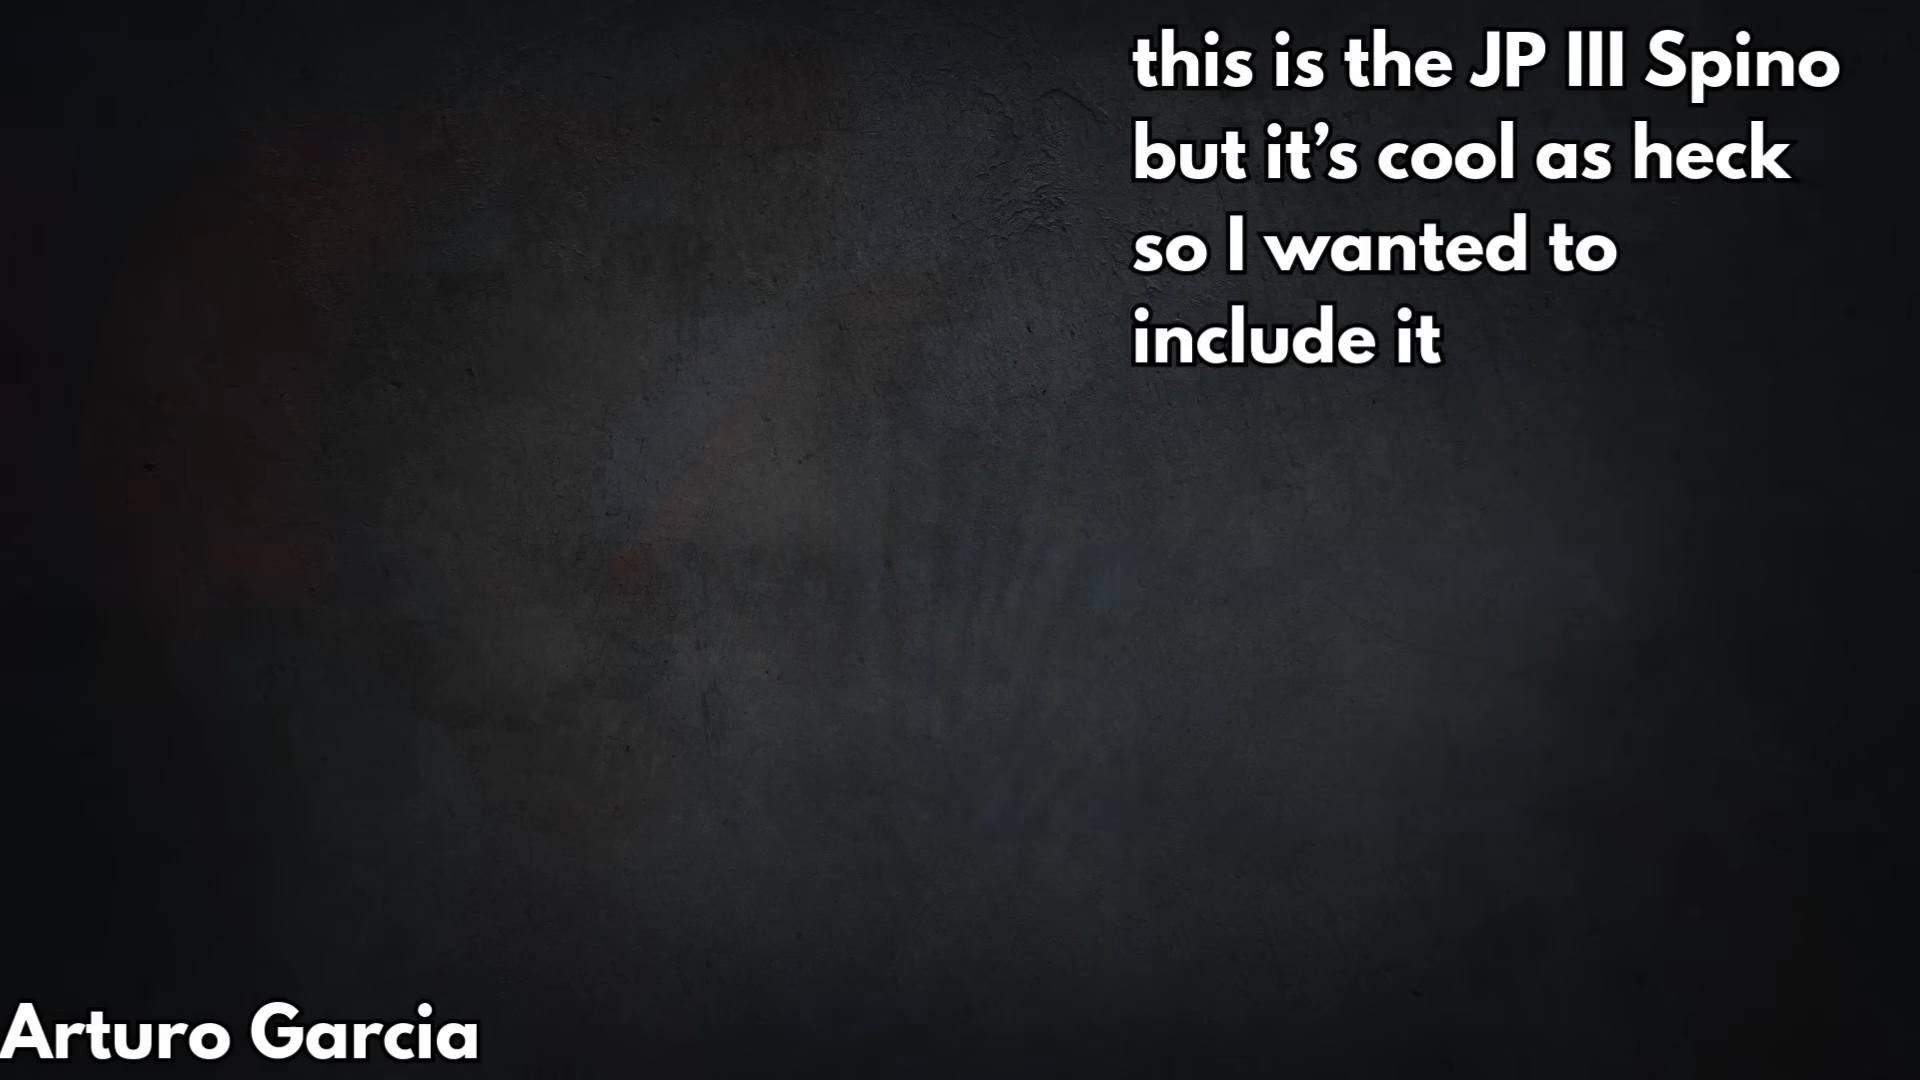 this is the JP III Spino
but it’s cool as heck
so I wanted to
include it
Arturo Garcia